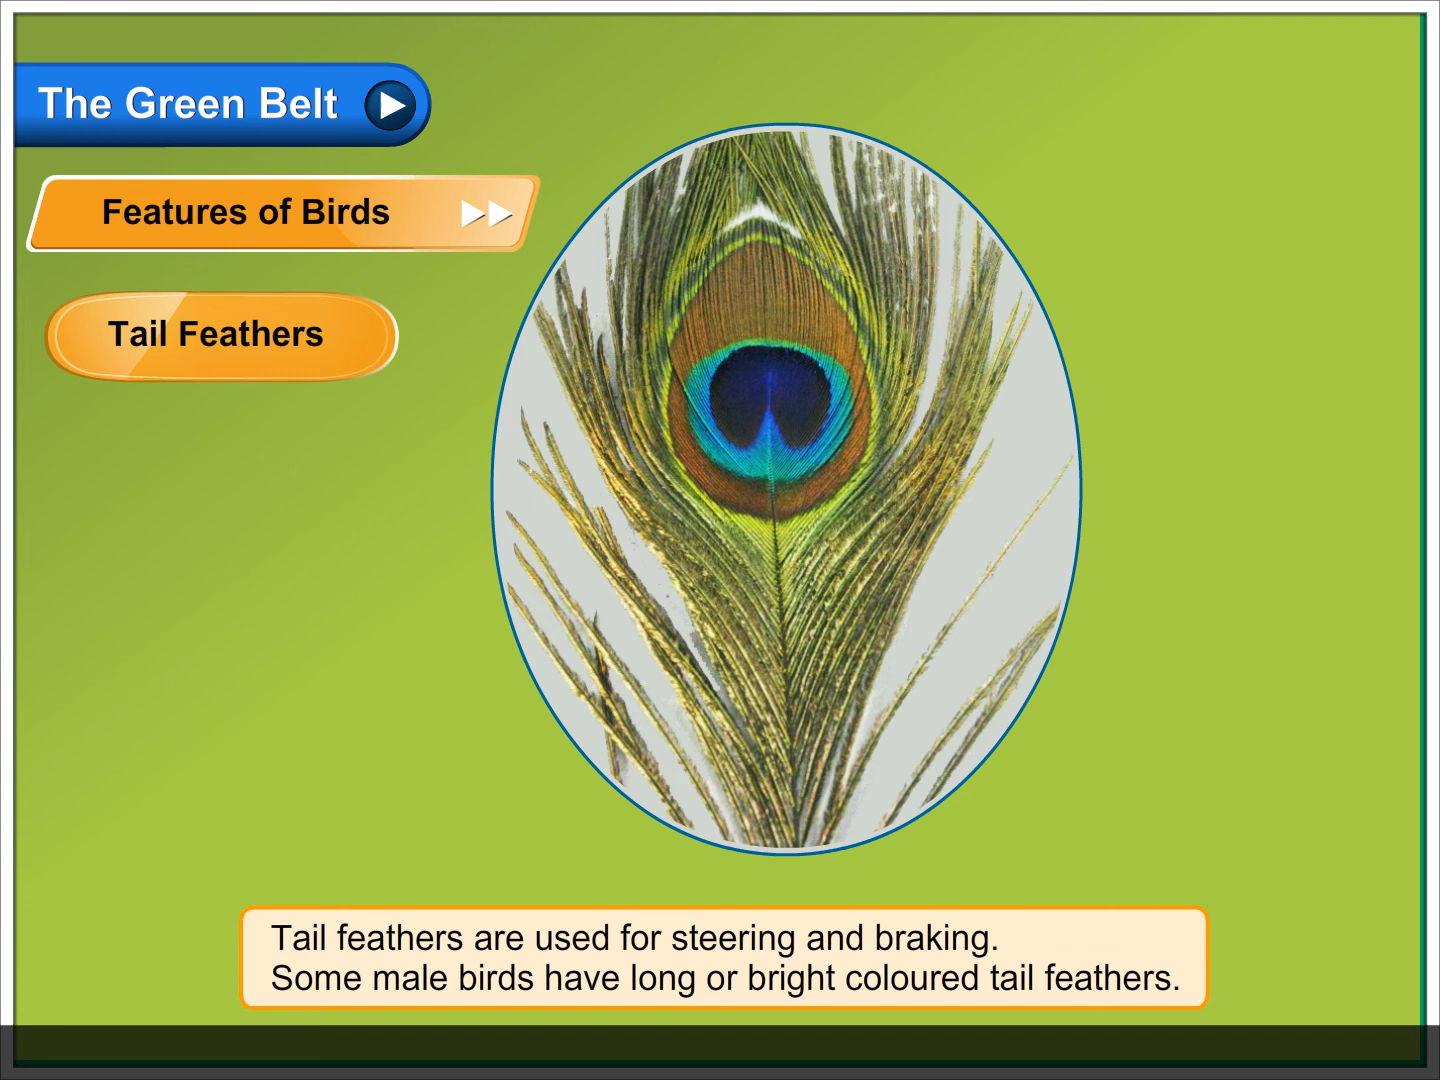 The Green Belt
Features of Birds
Tail Feathers
Tail feathers are used for steering and braking.
Some male birds have long or bright coloured tail feathers.